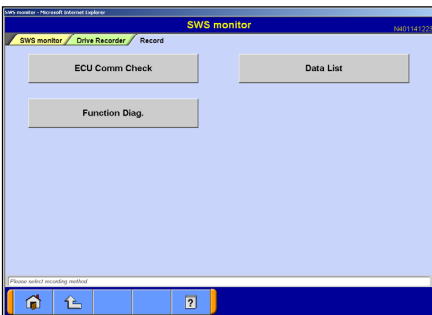 SWS monitor - Microsoft Internet Explorer
SWS monitor
N401141225
SWS monitor Drive Recorder Record
ECU Comm Check Data List
Function Diag.
Please select recording method
?